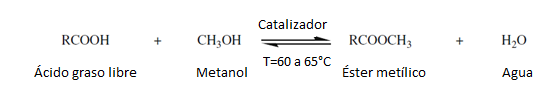 Catalizador
RCOOH + CH₃OH RCOOCH₃ + H₂O
T=60 a 65°C
Ácido graso libre Metanol Éster metílico Agua